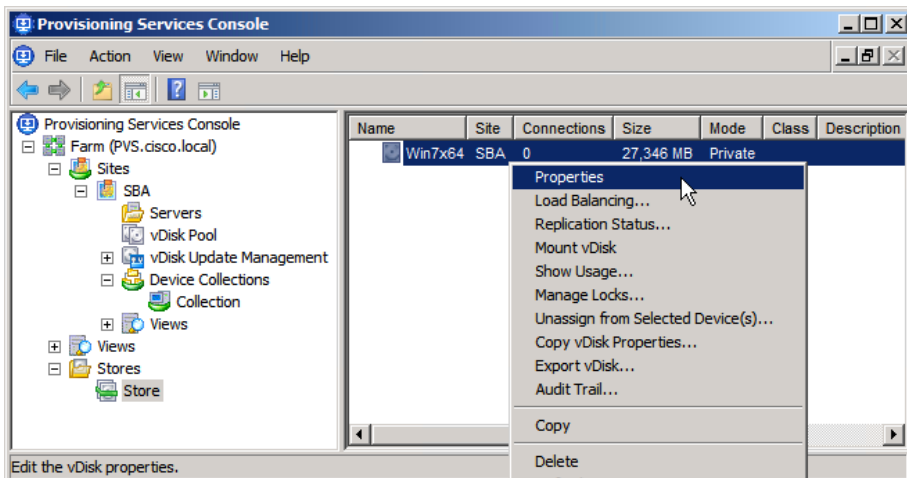 Provisioning Services Console
File Action View Window Help
Provisioning Services Console
Farm (PVS.cisco.local)
Sites
SBA
Servers
vDisk Pool
vDisk Update Management
Device Collections
Collection
Views
Views
Stores
Store
Name Site Connections Size Mode Class Description
Win7x64 SBA 0 27,346 MB Private
Properties
Load Balancing...
Replication Status...
Mount vDisk
Show Usage...
Manage Locks...
Unassign from Selected Device(s)...
Copy vDisk Properties...
Export vDisk...
Audit Trail...
Copy
Delete
Edit the vDisk properties.